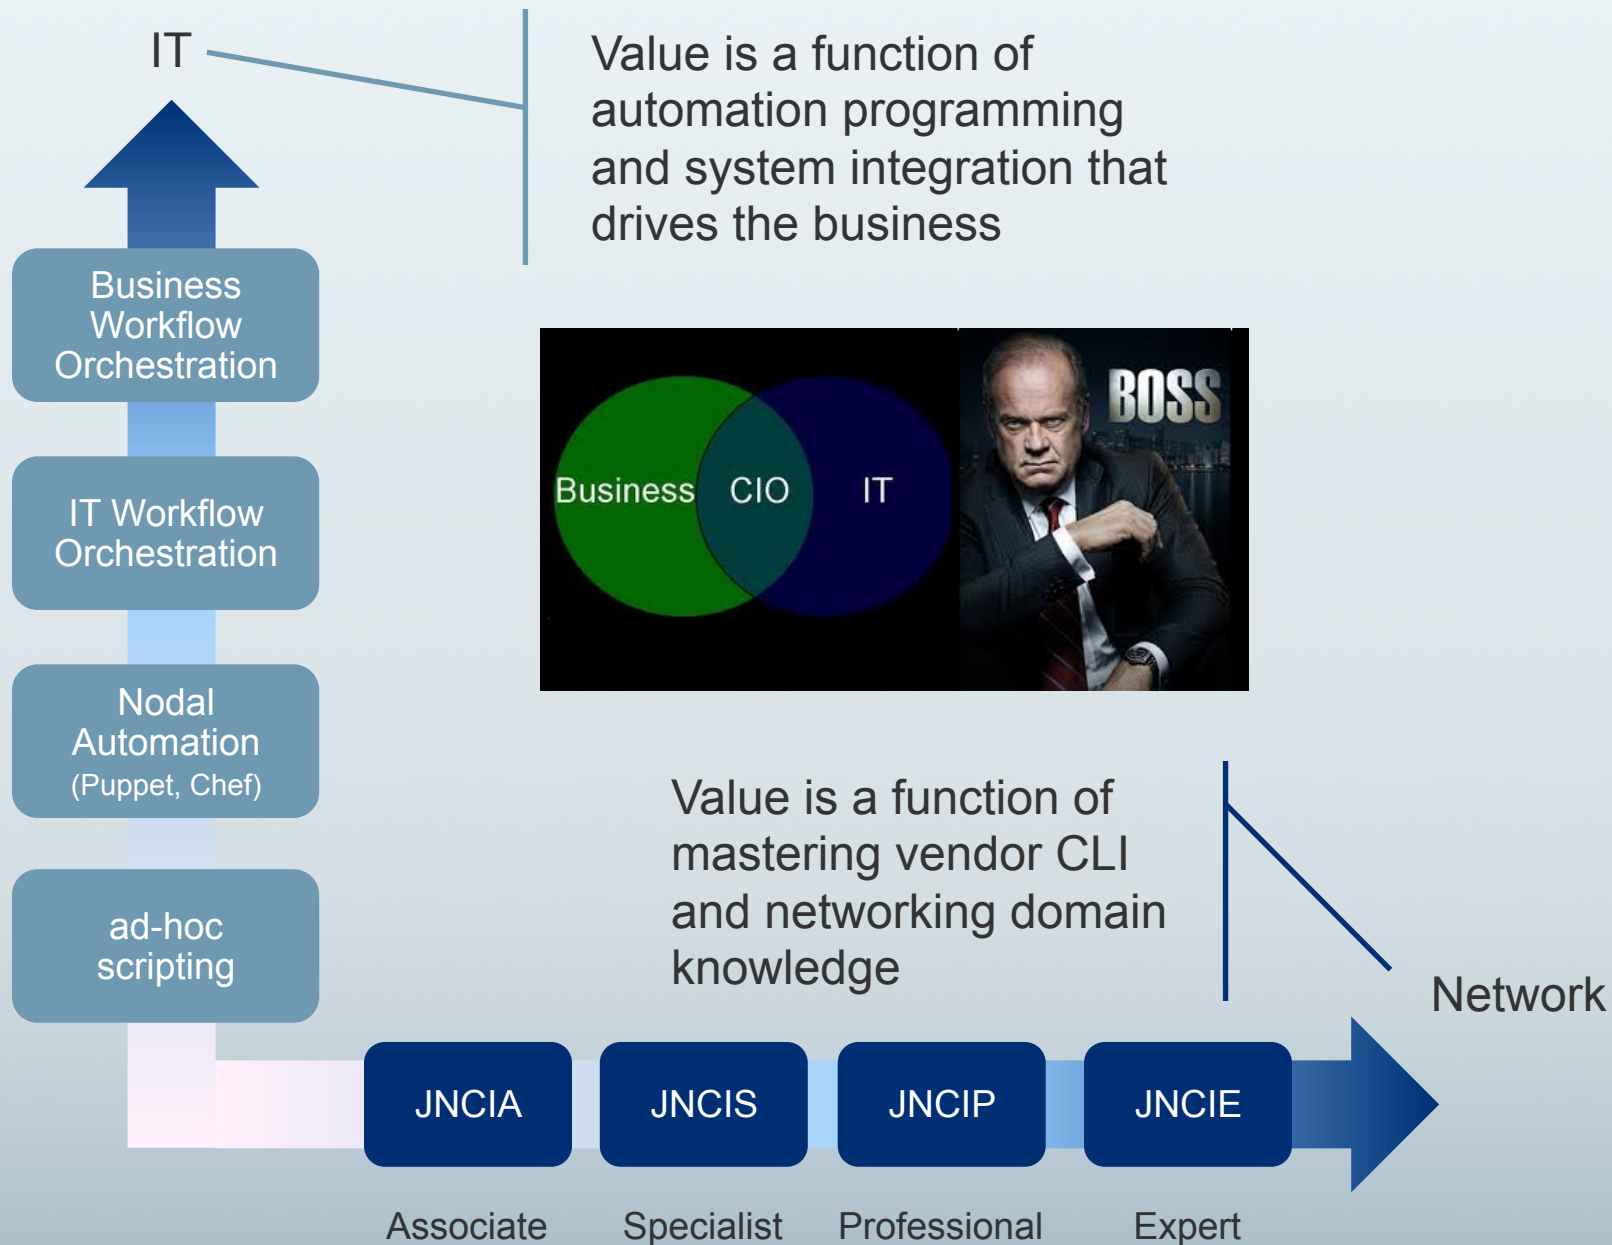 IT
Value is a function of
automation programming
and system integration that
drives the business
Business
Workflow
Orchestration
IT Workflow
Orchestration
Nodal
Automation
(Puppet, Chef)
ad-hoc
scripting
Business CIO IT
BOSS
Value is a function of
mastering vendor CLI
and networking domain
knowledge
Network
JNCIA JNCIS JNCIP JNCIE
Associate Specialist Professional Expert